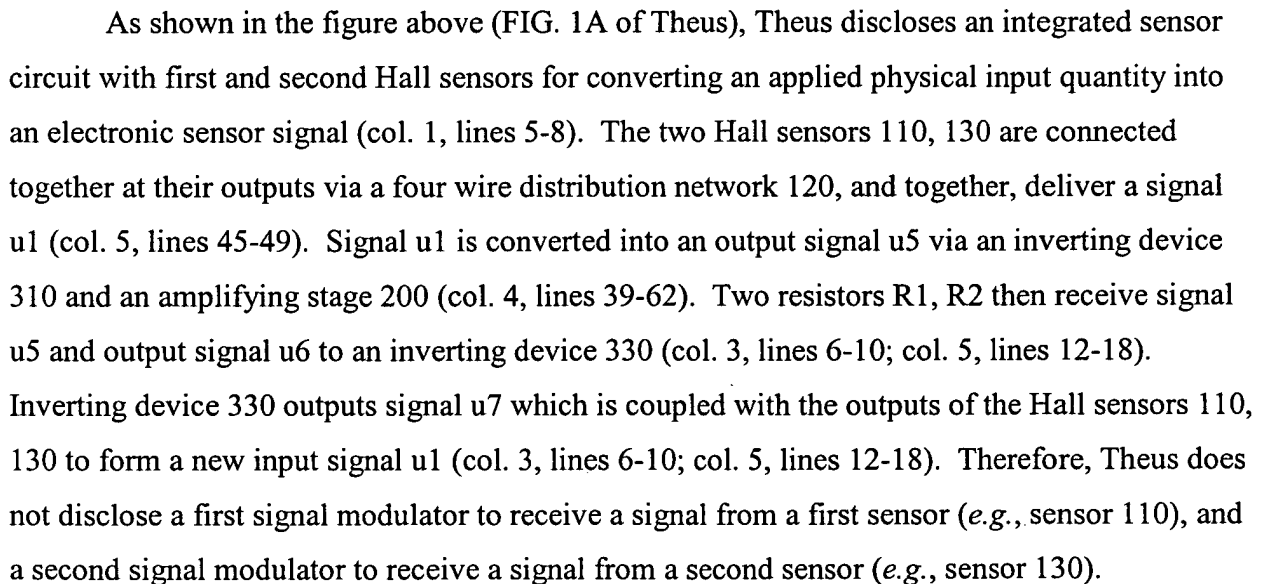 As shown in the figure above (FIG. 1A of Theus), Theus discloses an integrated sensor
circuit with first and second Hall sensors for converting an applied physical input quantity into
an electronic sensor signal (col. 1, lines 5-8). The two Hall sensors 110, 130 are connected
together at their outputs via a four wire distribution network 120, and together, deliver a signal
u1 (col. 5, lines 45-49). Signal u1 is converted into an output signal u5 via an inverting device
310 and an amplifying stage 200 (col. 4, lines 39-62). Two resistors R1, R2 then receive signal
u5 and output signal u6 to an inverting device 330 (col. 3, lines 6-10; col. 5, lines 12-18).
Inverting device 330 outputs signal u7 which is coupled with the outputs of the Hall sensors 110,
130 to form a new input signal u1 (col. 3, lines 6-10; col. 5, lines 12-18). Therefore, Theus does
not disclose a first signal modulator to receive a signal from a first sensor (e.g., sensor 110), and
a second signal modulator to receive a signal from a second sensor (e.g., sensor 130).